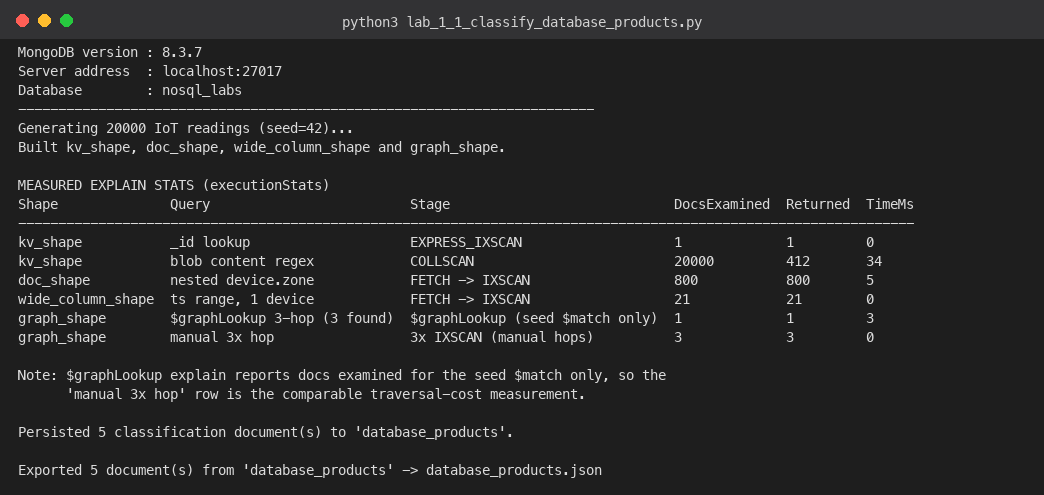 python3 lab_1_1_classify_database_products.py
MongoDB version : 8.3.7
Server address  : localhost:27017
Database        : nosql_labs
------------------------------------------------------------------------
Generating 20000 IoT readings (seed=42)...
Built kv_shape, doc_shape, wide_column_shape and graph_shape.
MEASURED EXPLAIN STATS (executionStats)
Shape              Query                         Stage                            DocsExamined  Returned  TimeMs
----------------------------------------------------------------------------------------------------------------
kv_shape           _id lookup                    EXPRESS_IXSCAN                   1             1         0
kv_shape           blob content regex            COLLSCAN                         20000         412       34
doc_shape          nested device.zone            FETCH -> IXSCAN                  800           800       5
wide_column_shape  ts range, 1 device            FETCH -> IXSCAN                  21            21        0
graph_shape        $graphLookup 3-hop (3 found)  $graphLookup (seed $match only)  1             1         3
graph_shape        manual 3x hop                 3x IXSCAN (manual hops)          3             3         0
Note: $graphLookup explain reports docs examined for the seed $match only, so the
      'manual 3x hop' row is the comparable traversal-cost measurement.
Persisted 5 classification document(s) to 'database_products'.
Exported 5 document(s) from 'database_products' -> database_products.json